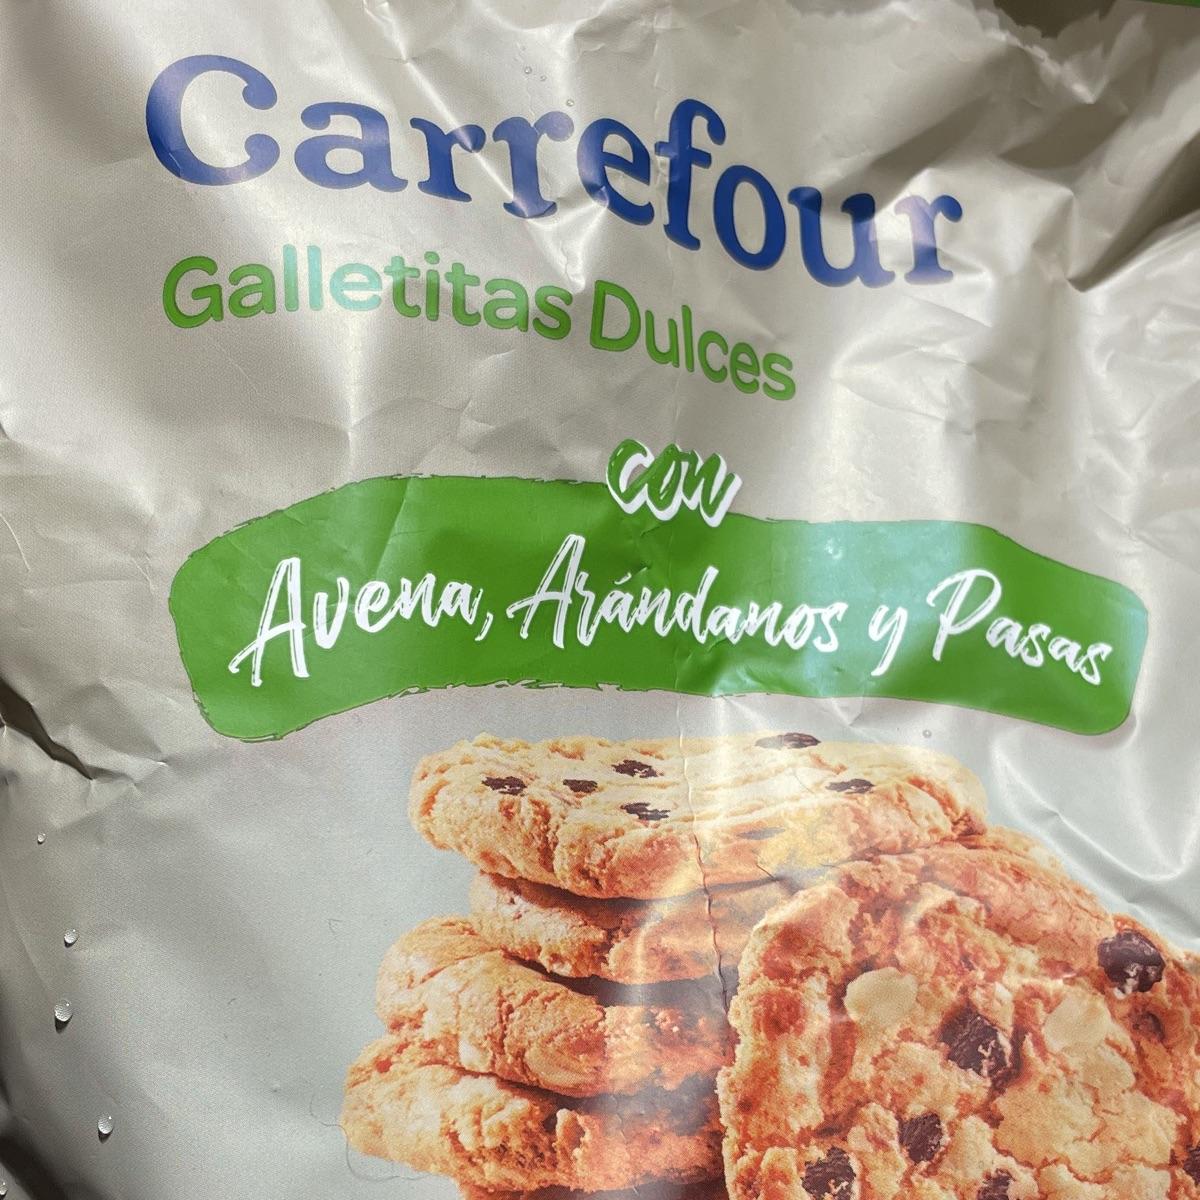 Carrefour
Galletitas Dulces
con
Avena, Arándanos y Pasas